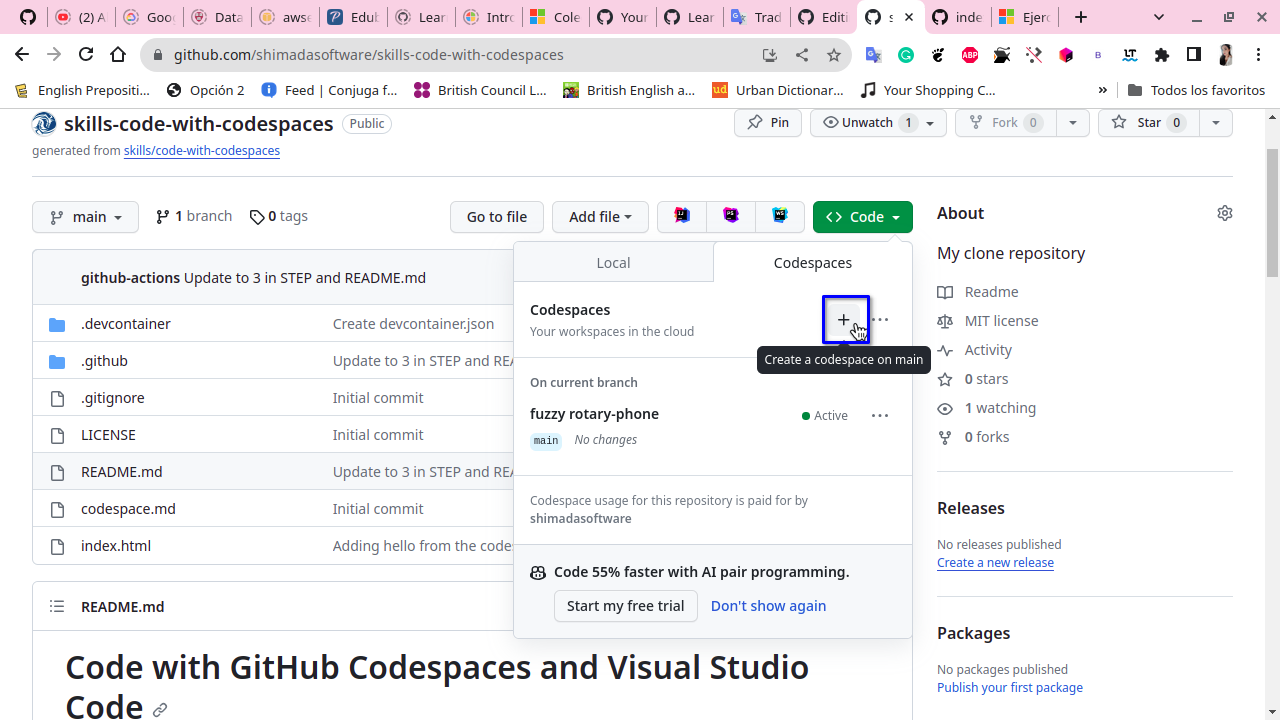 (2) A
Goo
Data
awse
Edub
Lear
Intro
Cole
Your
Lear
Trad
Editi
s
inde
Ejerc
github.com/shimadasoftware/skills-code-with-codespaces
English Prepositi...
Opción 2
Feed | Conjuga f...
British Council L...
British English a...
Urban Dictionar...
Your Shopping C...
»
Todos los favoritos
skills-code-with-codespaces
Public
Pin
Unwatch 1
Fork 0
Star 0
generated from skills/code-with-codespaces
main
1 branch
0 tags
Go to file
Add file
Code
github-actions Update to 3 in STEP and README.md
.devcontainer
Create devcontainer.json
.github
Update to 3 in STEP and REA
.gitignore
Initial commit
LICENSE
Initial commit
README.md
Update to 3 in STEP and REA
codespace.md
Initial commit
index.html
Adding hello from the codes
Local
Codespaces
Codespaces
Your workspaces in the cloud
Create a codespace on main
On current branch
fuzzy rotary-phone
Active
main
No changes
Codespace usage for this repository is paid for by
shimadasoftware
Code 55% faster with AI pair programming.
Start my free trial
Don't show again
README.md
Code with GitHub Codespaces and Visual Studio
Code
About
My clone repository
Readme
MIT license
Activity
0 stars
1 watching
0 forks
Releases
No releases published
Create a new release
Packages
No packages published
Publish your first package